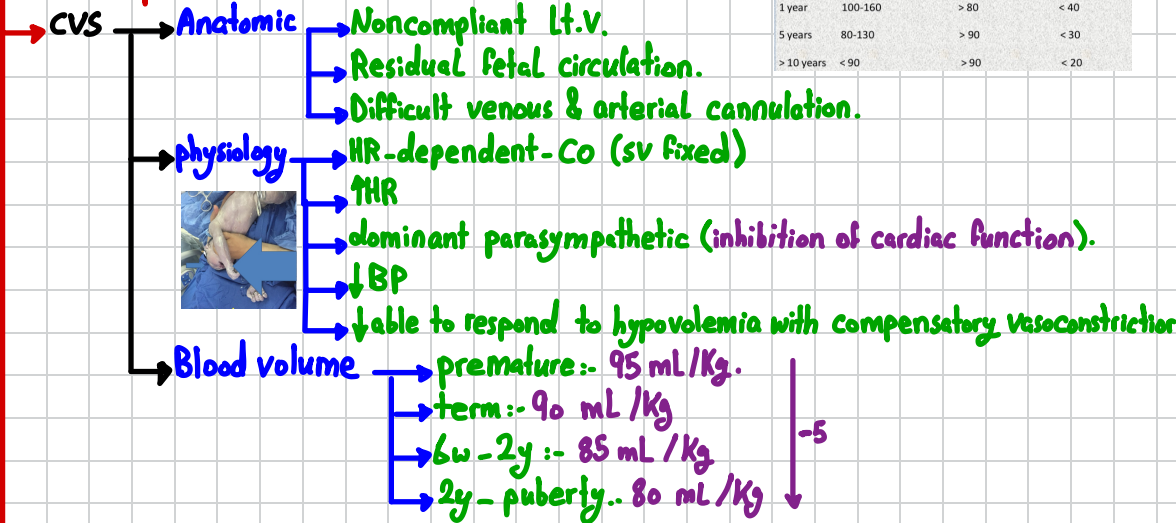 1 year 100-160 > 80 < 40
5 years 80-130 > 90 < 30
> 10 years < 90 > 90 < 20
CVS
Anatomic
Noncompliant Lt.V.
Residual fetal circulation.
Difficult venous & arterial cannulation.
physiology
HR-dependent-Co (SV fixed)
↑HR
dominant parasympathetic (inhibition of cardiac function).
↓BP
↓able to respond to hypovolemia with compensatory vasoconstriction
Blood volume
premature:- 95 mL/Kg.
term:- 90 mL/Kg
6w-2y:- 85 mL/Kg
2y-puberty.. 80 mL/Kg
-5